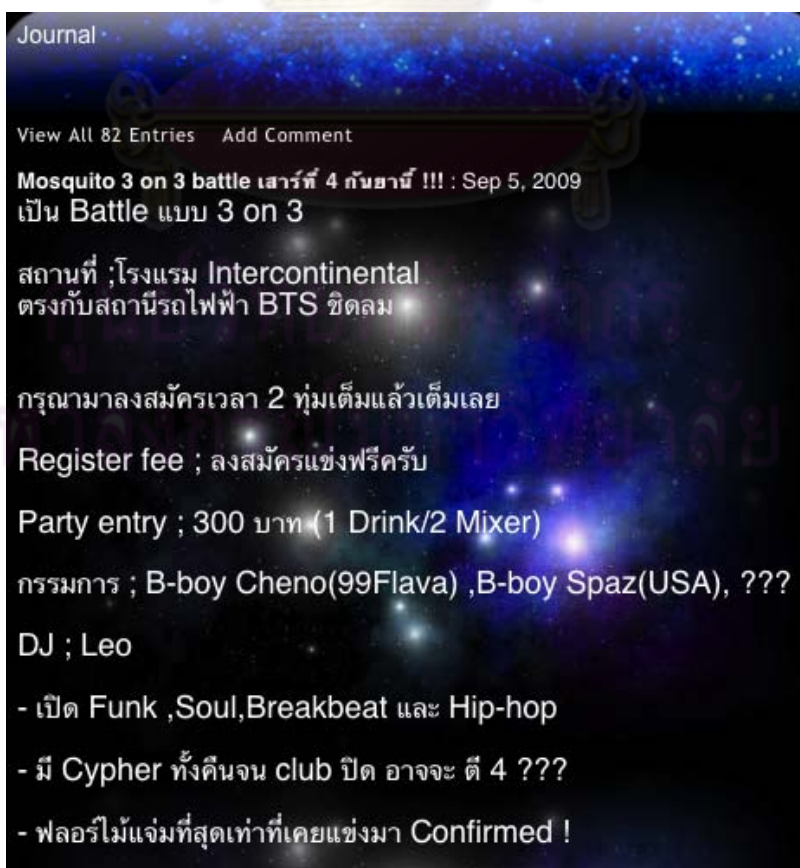 Journal
View All 82 Entries Add Comment
Mosquito 3 on 3 battle เสาร์ที่ 4 กันยานี้ !!! : Sep 5, 2009
เป็น Battle แบบ 3 on 3
สถานที่ ;โรงแรม Intercontinental
ตรงกับสถานีรถไฟฟ้า BTS ชิดลม
กรุณามาลงสมัครเวลา 2 ทุ่มเต็มแล้วเต็มเลย
Register fee ; ลงสมัครแข่งฟรีครับ
Party entry ; 300 บาท (1 Drink/2 Mixer)
กรรมการ ; B-boy Cheno(99Flava) ,B-boy Spaz(USA), ???
DJ ; Leo
- เปิด Funk ,Soul,Breakbeat และ Hip-hop
- มี Cypher ทั้งคืนจน club ปิด อาจจะ ตี 4 ???
- ฟลอร์ไม้แจ่มที่สุดเท่าที่เคยแข่งมา Confirmed !